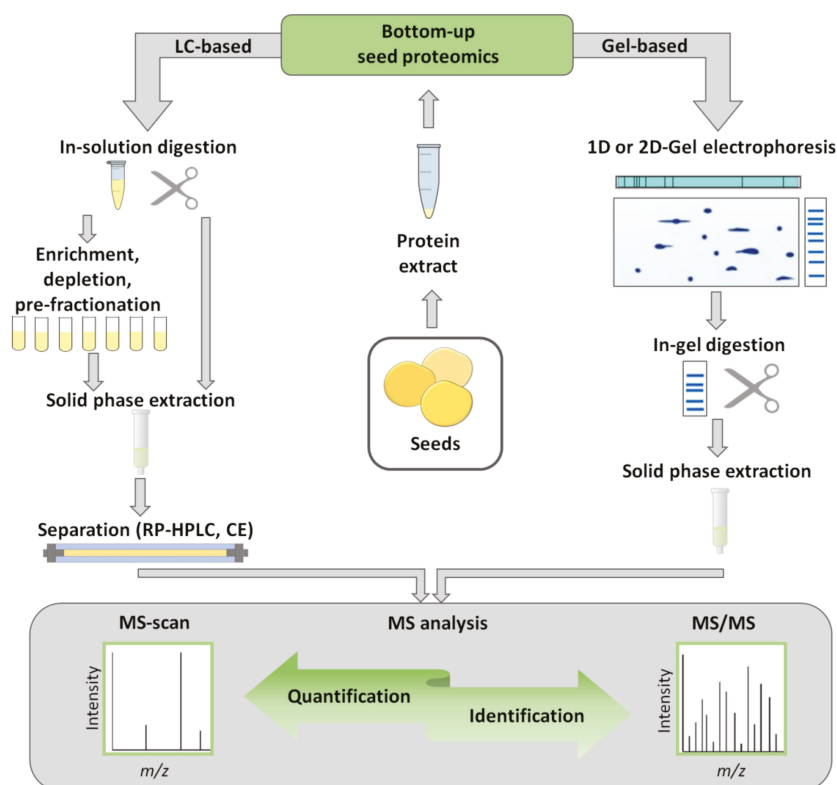 LC-based
Bottom-up
seed proteomics
Gel-based
In-solution digestion
1D or 2D-Gel electrophoresis
Enrichment,
depletion,
pre-fractionation
Protein
extract
In-gel digestion
Solid phase extraction
Seeds
Solid phase extraction
Separation (RP-HPLC, CE)
MS-scan
MS analysis
MS/MS
Intensity
m/z
Quantification
Identification
Intensity
m/z